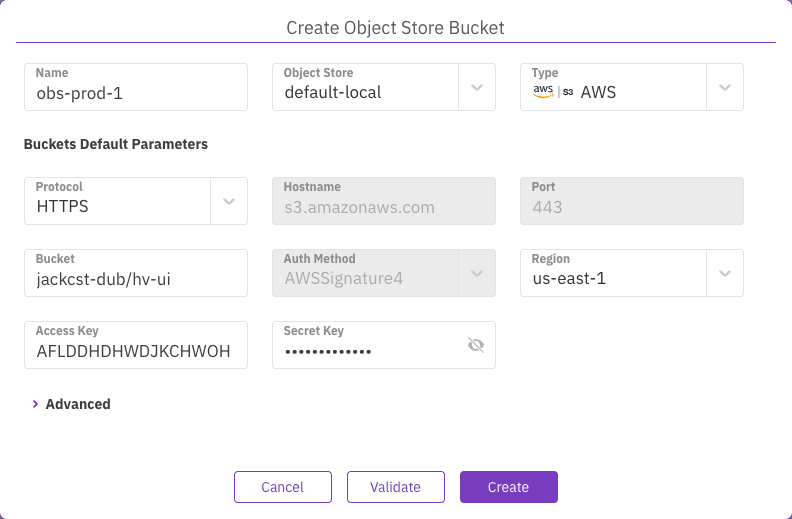 Create Object Store Bucket
Name
obs-prod-1
Object Store
default-local
Type
aws | S3 AWS
Buckets Default Parameters
Protocol
HTTPS
Hostname
s3.amazonaws.com
Port
443
Bucket
jackcst-dub/hv-ui
Auth Method
AWSSignature4
Region
us-east-1
Access Key
AFLDDHDHWDJKCHWOH
Secret Key
•••••••••••••
Advanced
Cancel
Validate
Create